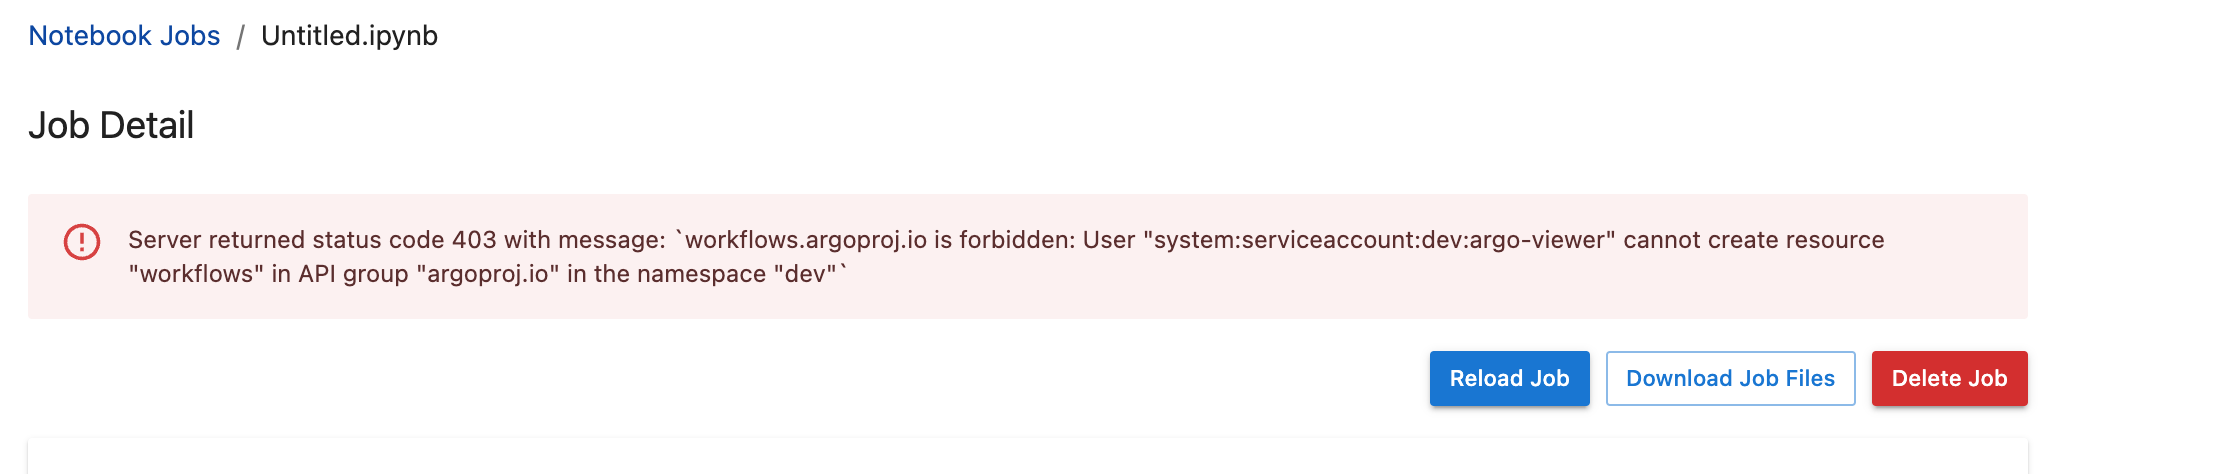 Notebook Jobs / Untitled.ipynb
Job Detail
Server returned status code 403 with message: `workflows.argoproj.io is forbidden: User "system:serviceaccount:dev:argo-viewer" cannot create resource
"workflows" in API group "argoproj.io" in the namespace "dev"`
Reload Job Download Job Files Delete Job